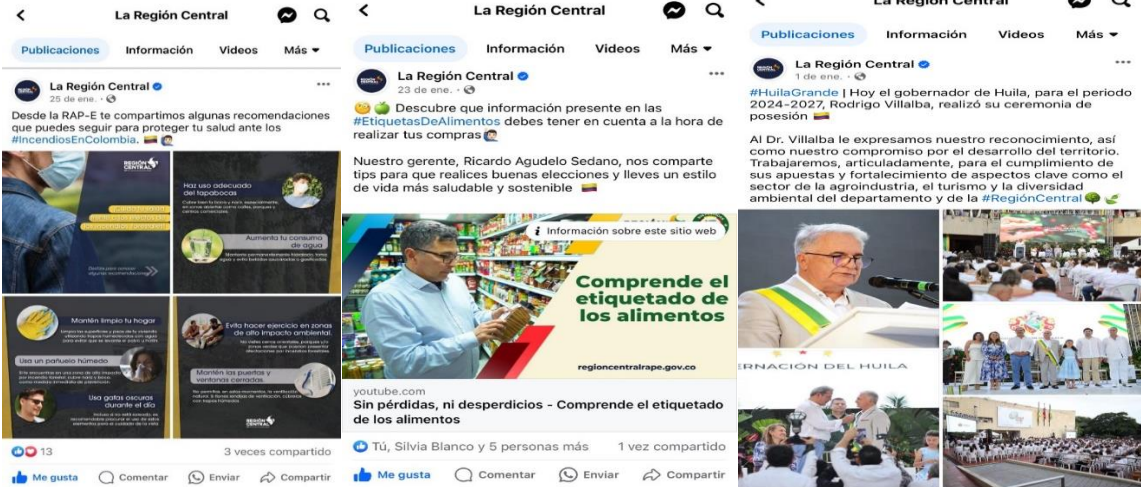 La Región Central
Publicaciones Información Videos Más
La Región Central
25 de ene.
Desde la RAP-E te compartimos algunas recomendaciones
que puedes seguir para proteger tu salud ante los
#IncendiosEnColombia.
REGIÓN
CENTRAL
Haz uso adecuado
del tapabocas
Aumenta tu consumo
de agua
Mantén limpio tu hogar
Usa un pañuelo húmedo
Usa gafas oscuras
durante el día
Evita hacer ejercicio en zonas
de alto impacto ambiental.
Mantén las puertas y
ventanas cerradas.
REGIÓN
CENTRAL
13
3 veces compartido
Me gusta Comentar Enviar Compartir
La Región Central
Publicaciones Información Videos Más
La Región Central
23 de ene.
Descubre que información presente en las
#EtiquetasDeAlimentos debes tener en cuenta a la hora de
realizar tus compras
Nuestro gerente, Ricardo Agudelo Sedano, nos comparte
tips para que realices buenas elecciones y lleves un estilo
de vida más saludable y sostenible
Información sobre este sitio web
Comprende el
etiquetado de
los alimentos
regioncentralrape.gov.co
youtube.com
Sin pérdidas, ni desperdicios - Comprende el etiquetado
de los alimentos
Tú, Silvia Blanco y 5 personas más 1 vez compartido
Me gusta Comentar Enviar Compartir
La Región Central
Publicaciones Información Videos Más
La Región Central
1 de ene.
#HuilaGrande | Hoy el gobernador de Huila, para el periodo
2024-2027, Rodrigo Villalba, realizó su ceremonia de
posesión
Al Dr. Villalba le expresamos nuestro reconocimiento, así
como nuestro compromiso por el desarrollo del territorio.
Trabajaremos, articuladamente, para el cumplimiento de
sus apuestas y fortalecimiento de aspectos clave como el
sector de la agroindustria, el turismo y la diversidad
ambiental del departamento y de la #RegiónCentral
ERNACIÓN DEL HUILA